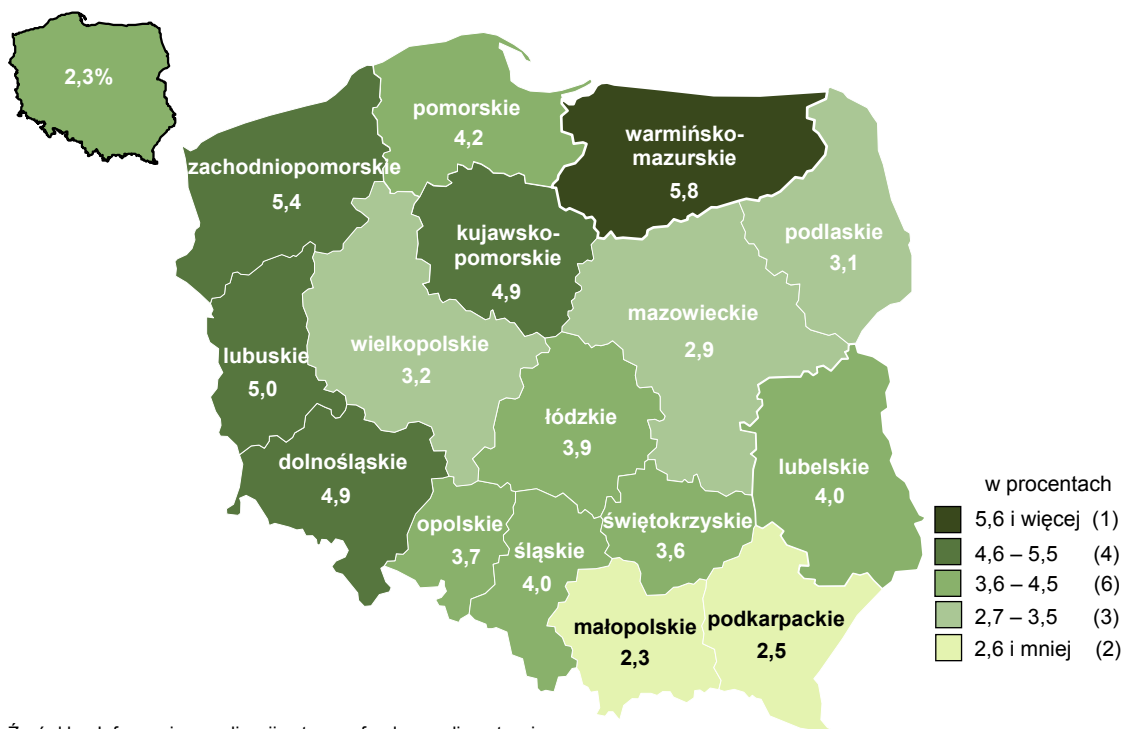 2,3%
pomorskie
4,2
warmińsko-
mazurskie
5,8
zachodniopomorskie
5,4
kujawsko-
pomorskie
4,9
podlaskie
3,1
mazowieckie
2,9
wielkopolskie
3,2
lubuskie
5,0
łódzkie
3,9
dolnośląskie
4,9
lubelskie
4,0
opolskie
3,7
śląskie
4,0
świętokrzyskie
3,6
małopolskie
2,3
podkarpackie
2,5
w procentach
5,6 i więcej (1)
4,6 – 5,5 (4)
3,6 – 4,5 (6)
2,7 – 3,5 (3)
2,6 i mniej (2)